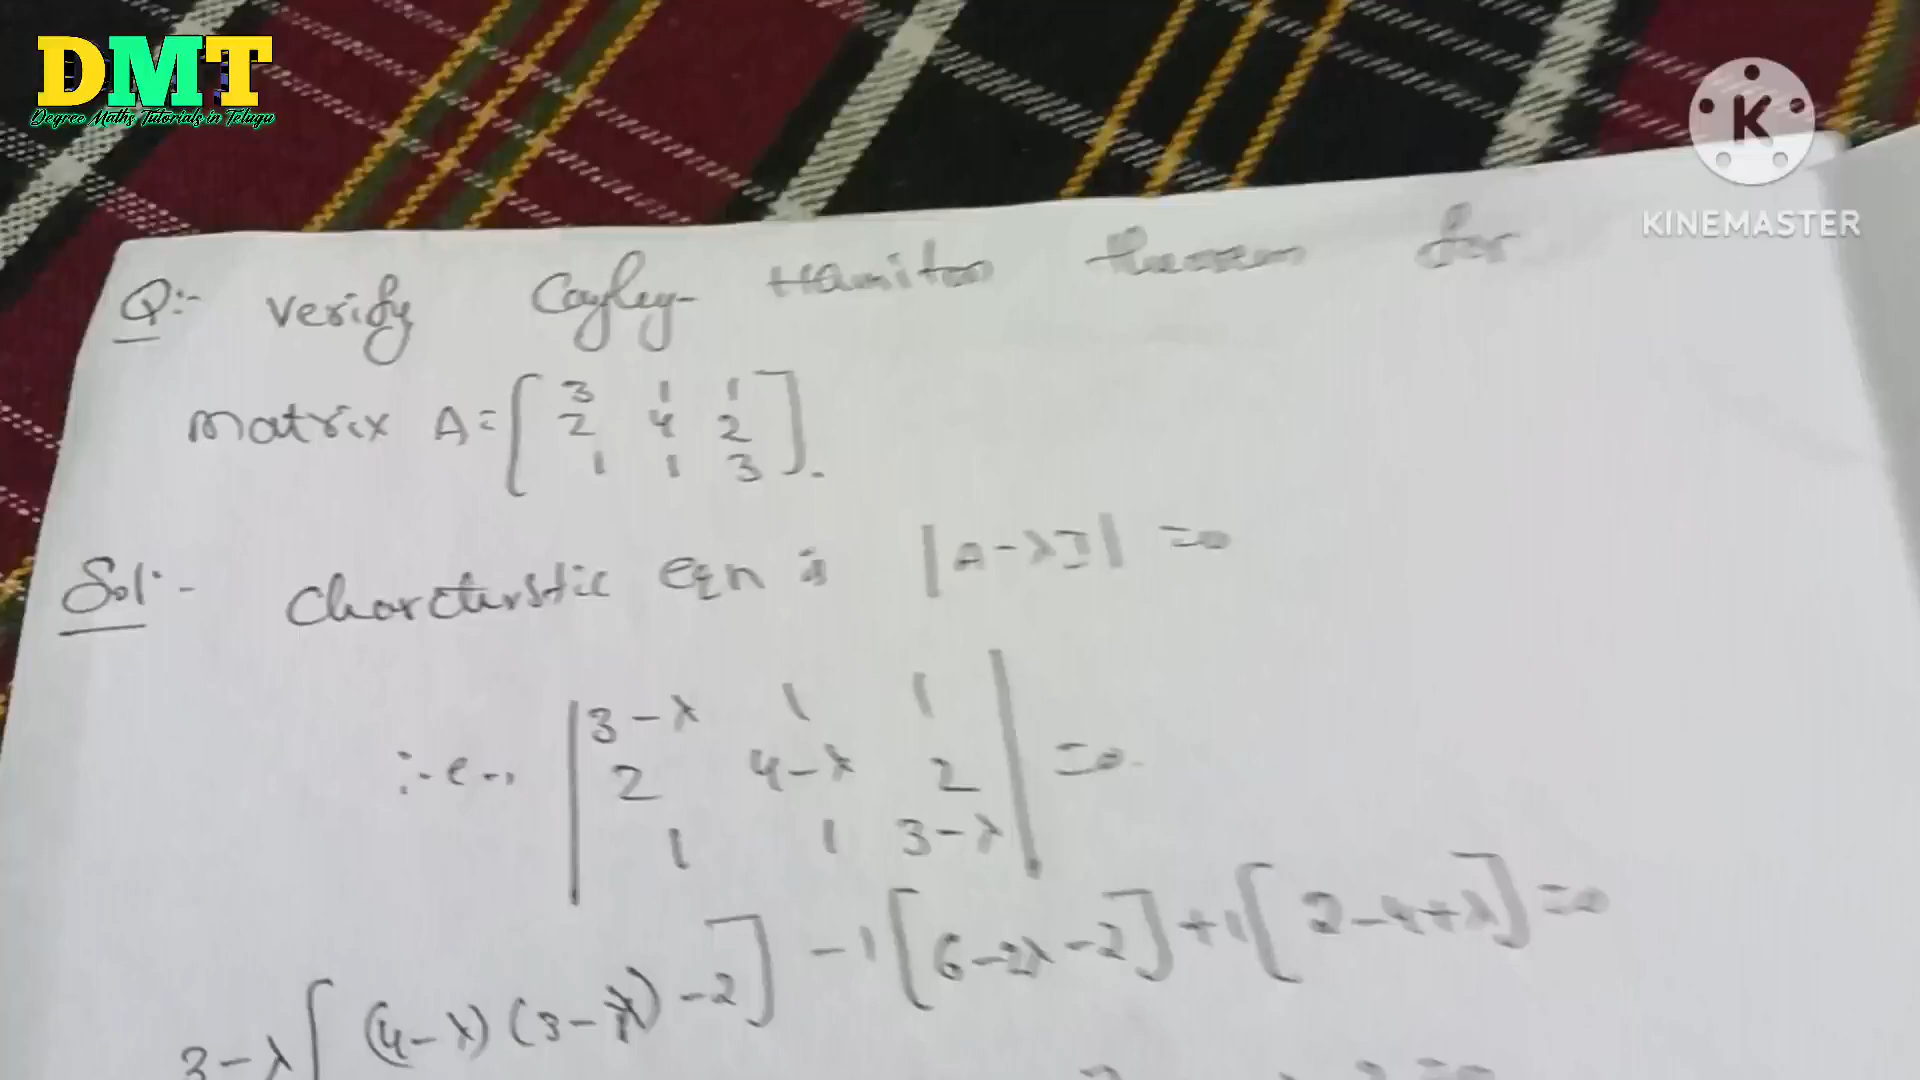 DMT
Degree Maths Tutorials in Telugu
K
KINEMASTER
Q:- Verify Cayley- Hamiton theorem for
matrix A = [ 3 1 1
2 4 2
1 1 3 ].
Sol:- Charcterstic eqn is |A-λI| =0
i.e., | 3-λ 1 1
2 4-λ 2 | =0.
1 1 3-λ |
3-λ [ (4-λ) (3-λ) -2 ] -1 [ 6-2λ-2 ] +1 [ 2-4+λ ] =0